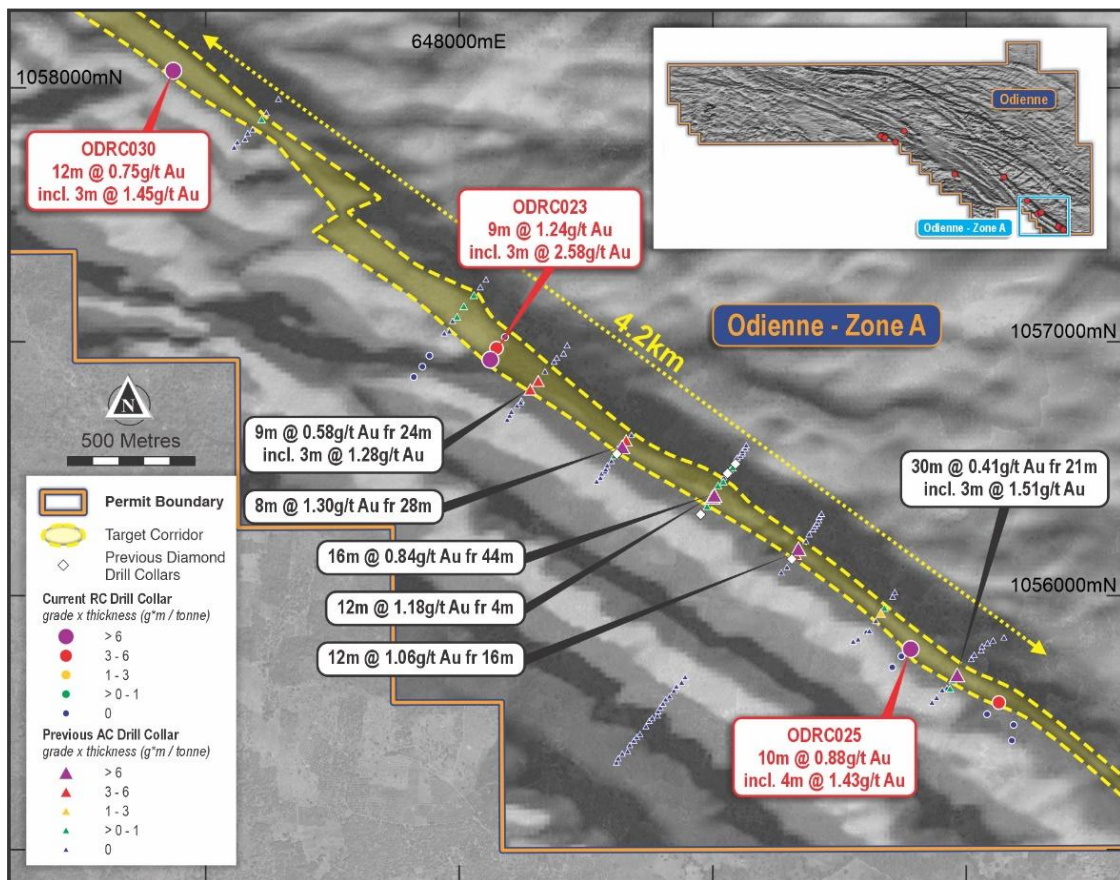 648000mE
1058000mN
Odienne
Odienne - Zone A
ODRC030
12m @ 0.75g/t Au
incl. 3m @ 1.45g/t Au
ODRC023
9m @ 1.24g/t Au
incl. 3m @ 2.58g/t Au
4.2km
Odienne - Zone A
1057000mN
N
500 Metres
9m @ 0.58g/t Au fr 24m
incl. 3m @ 1.28g/t Au
8m @ 1.30g/t Au fr 28m
16m @ 0.84g/t Au fr 44m
12m @ 1.18g/t Au fr 4m
12m @ 1.06g/t Au fr 16m
30m @ 0.41g/t Au fr 21m
incl. 3m @ 1.51g/t Au
1056000mN
ODRC025
10m @ 0.88g/t Au
incl. 4m @ 1.43g/t Au
Permit Boundary
Target Corridor
Previous Diamond
Drill Collars
Current RC Drill Collar
grade x thickness (g*m / tonne)
> 6
3 - 6
1 - 3
> 0 - 1
0
Previous AC Drill Collar
grade x thickness (g*m / tonne)
> 6
3 - 6
1 - 3
> 0 - 1
0